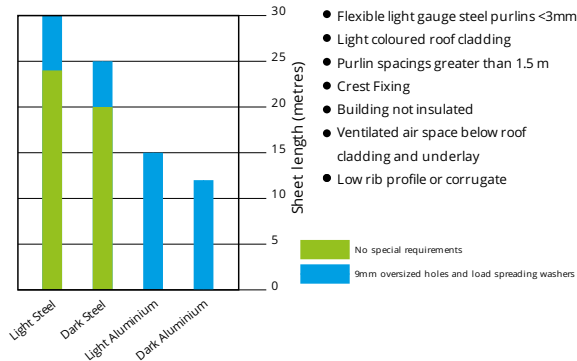 30
25
20
15
10
5
0
Sheet length (metres)
Light Steel
Dark Steel
Light Aluminium
Dark Aluminium
● Flexible light gauge steel purlins <3mm
● Light coloured roof cladding
● Purlin spacings greater than 1.5 m
● Crest Fixing
● Building not insulated
● Ventilated air space below roof
cladding and underlay
● Low rib profile or corrugate
No special requirements
9mm oversized holes and load spreading washers